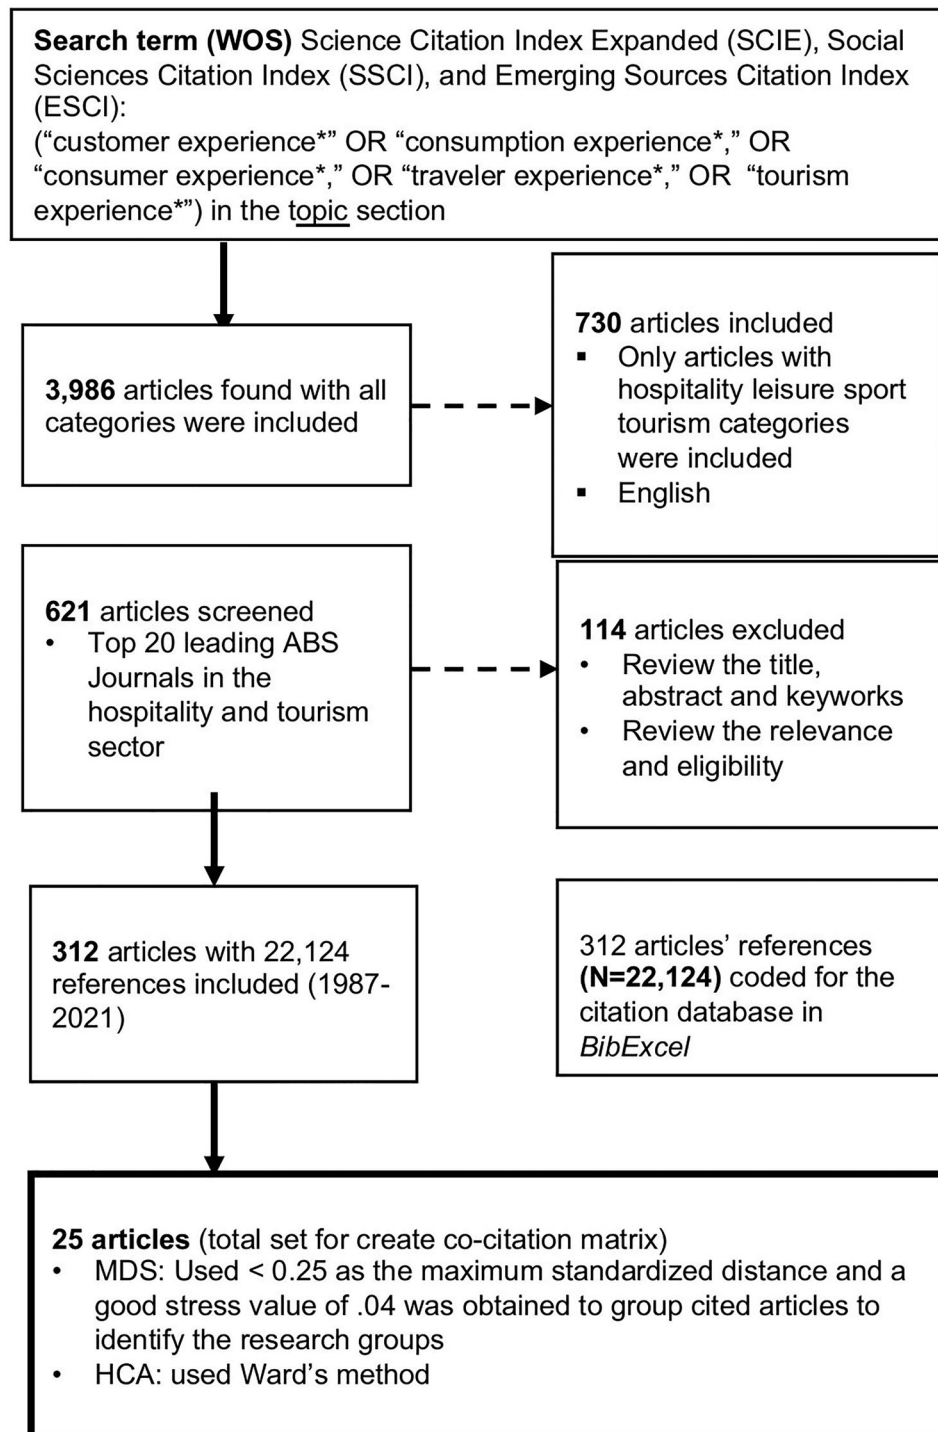 Search term (WOS) Science Citation Index Expanded (SCIE), Social
Sciences Citation Index (SSCI), and Emerging Sources Citation Index
(ESCI):
(“customer experience*” OR “consumption experience*,” OR
“consumer experience*,” OR “traveler experience*,” OR “tourism
experience*”) in the topic section
3,986 articles found with all
categories were included
730 articles included
▪ Only articles with
hospitality leisure sport
tourism categories
were included
▪ English
621 articles screened
• Top 20 leading ABS
Journals in the
hospitality and tourism
sector
114 articles excluded
• Review the title,
abstract and keyworks
• Review the relevance
and eligibility
312 articles with 22,124
references included (1987-
2021)
312 articles’ references
(N=22,124) coded for the
citation database in
BibExcel
25 articles (total set for create co-citation matrix)
• MDS: Used < 0.25 as the maximum standardized distance and a
good stress value of .04 was obtained to group cited articles to
identify the research groups
• HCA: used Ward’s method